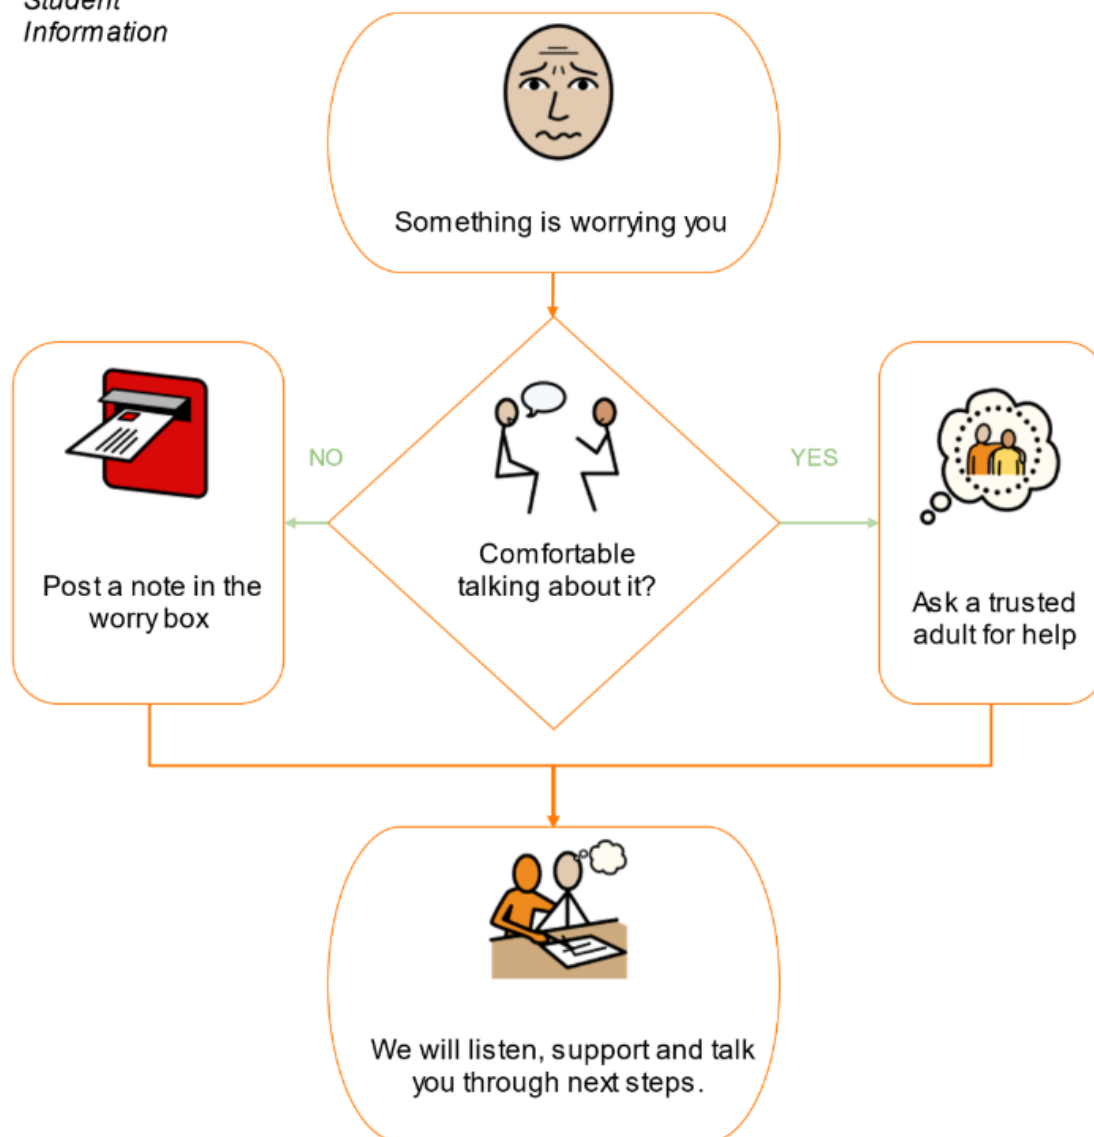 Student
Information
Something is worrying you
NO
YES
Comfortable
talking about it?
Post a note in the
worry box
Ask a trusted
adult for help
We will listen, support and talk
you through next steps.